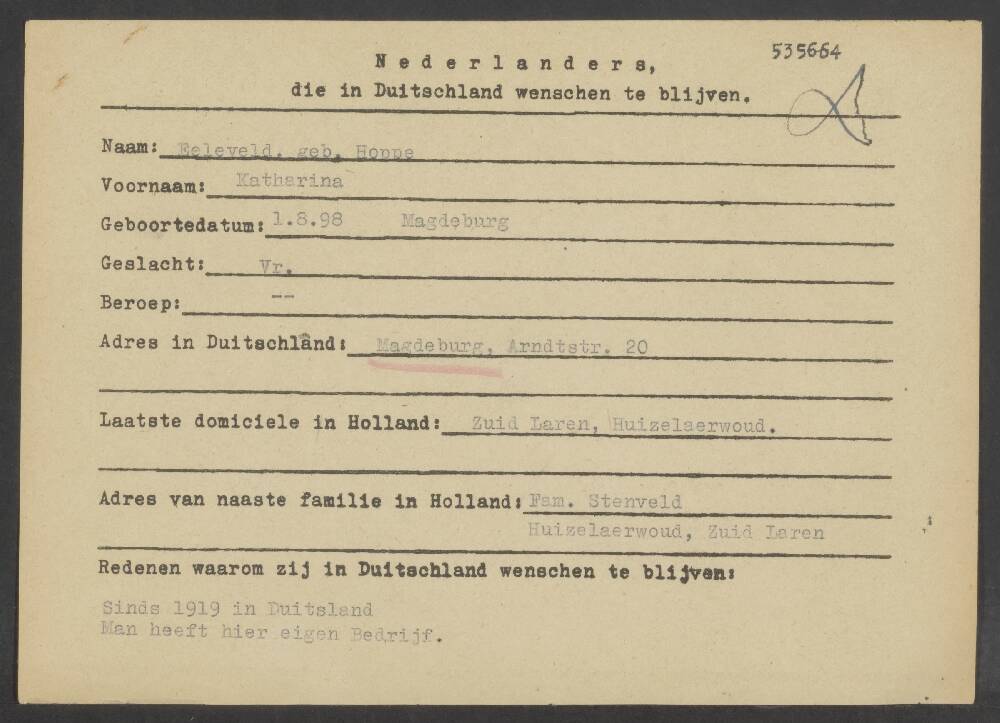 535664
Nederlanders,
die in Duitschland wenschen te blijven.
Naam: Eeleveld. geb. Hoppe
Voornaam: Katharina
Geboortedatum: 1.8.98 Magdeburg
Geslacht: Vr.
Beroep: --
Adres in Duitschland: Magdeburg, Arndtstr. 20
Laatste domiciele in Holland: Zuid Laren, Huizelaerwoud.
Adres van naaste familie in Holland: Fam. Stenveld
Huizelaerwoud, Zuid Laren
Redenen waarom zij in Duitschland wenschen te blijven:
Sinds 1919 in Duitsland
Man heeft hier eigen Bedrijf.